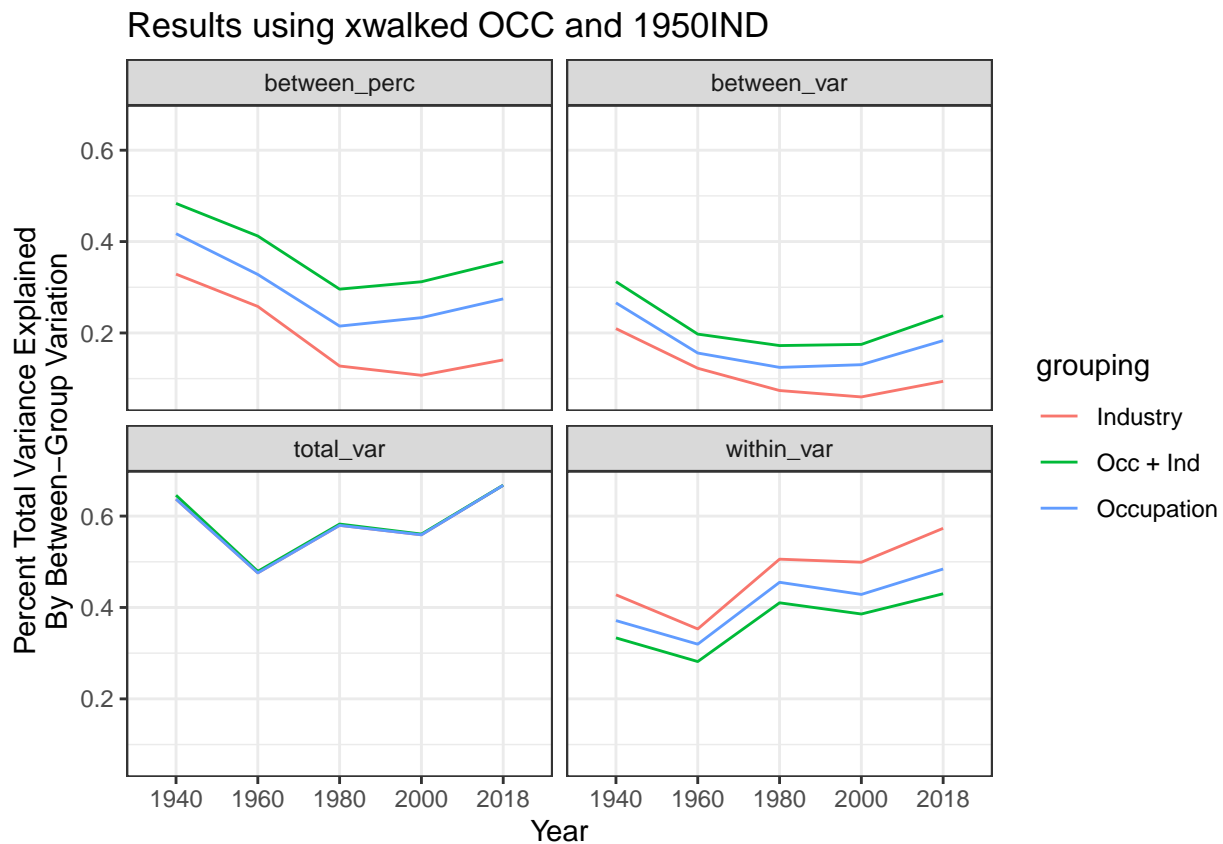 Results using xwalked OCC and 1950IND
between_perc
between_var
0.6
0.4
0.2
total_var
within_var
0.6
0.4
0.2
1940 1960 1980 2000 2018
1940 1960 1980 2000 2018
Year
Percent Total Variance Explained
By Between−Group Variation
grouping
Industry
Occ + Ind
Occupation